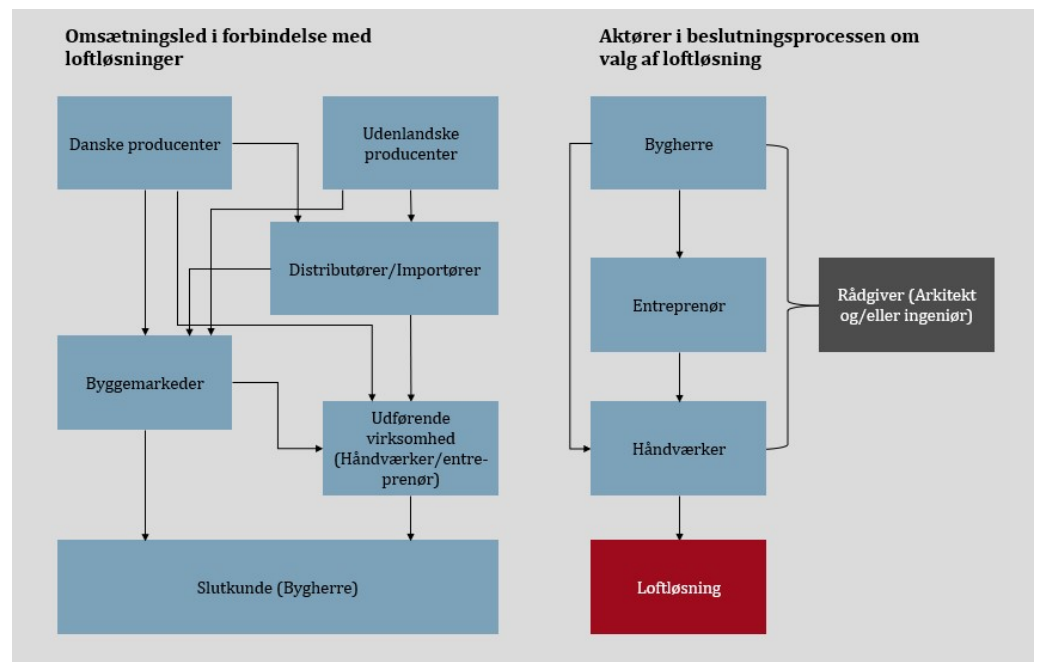 Omsætningsled i forbindelse med
loftløsninger
Danske producenter
Udenlandske
producenter
Distributører/Importører
Byggemarkeder
Udførende
virksomhed
(Håndværker/entre-
prenør)
Slutkunde (Bygherre)
Aktører i beslutningsprocessen om
valg af loftløsning
Bygherre
Entreprenør
Rådgiver (Arkitekt
og/eller ingeniør)
Håndværker
Loftløsning